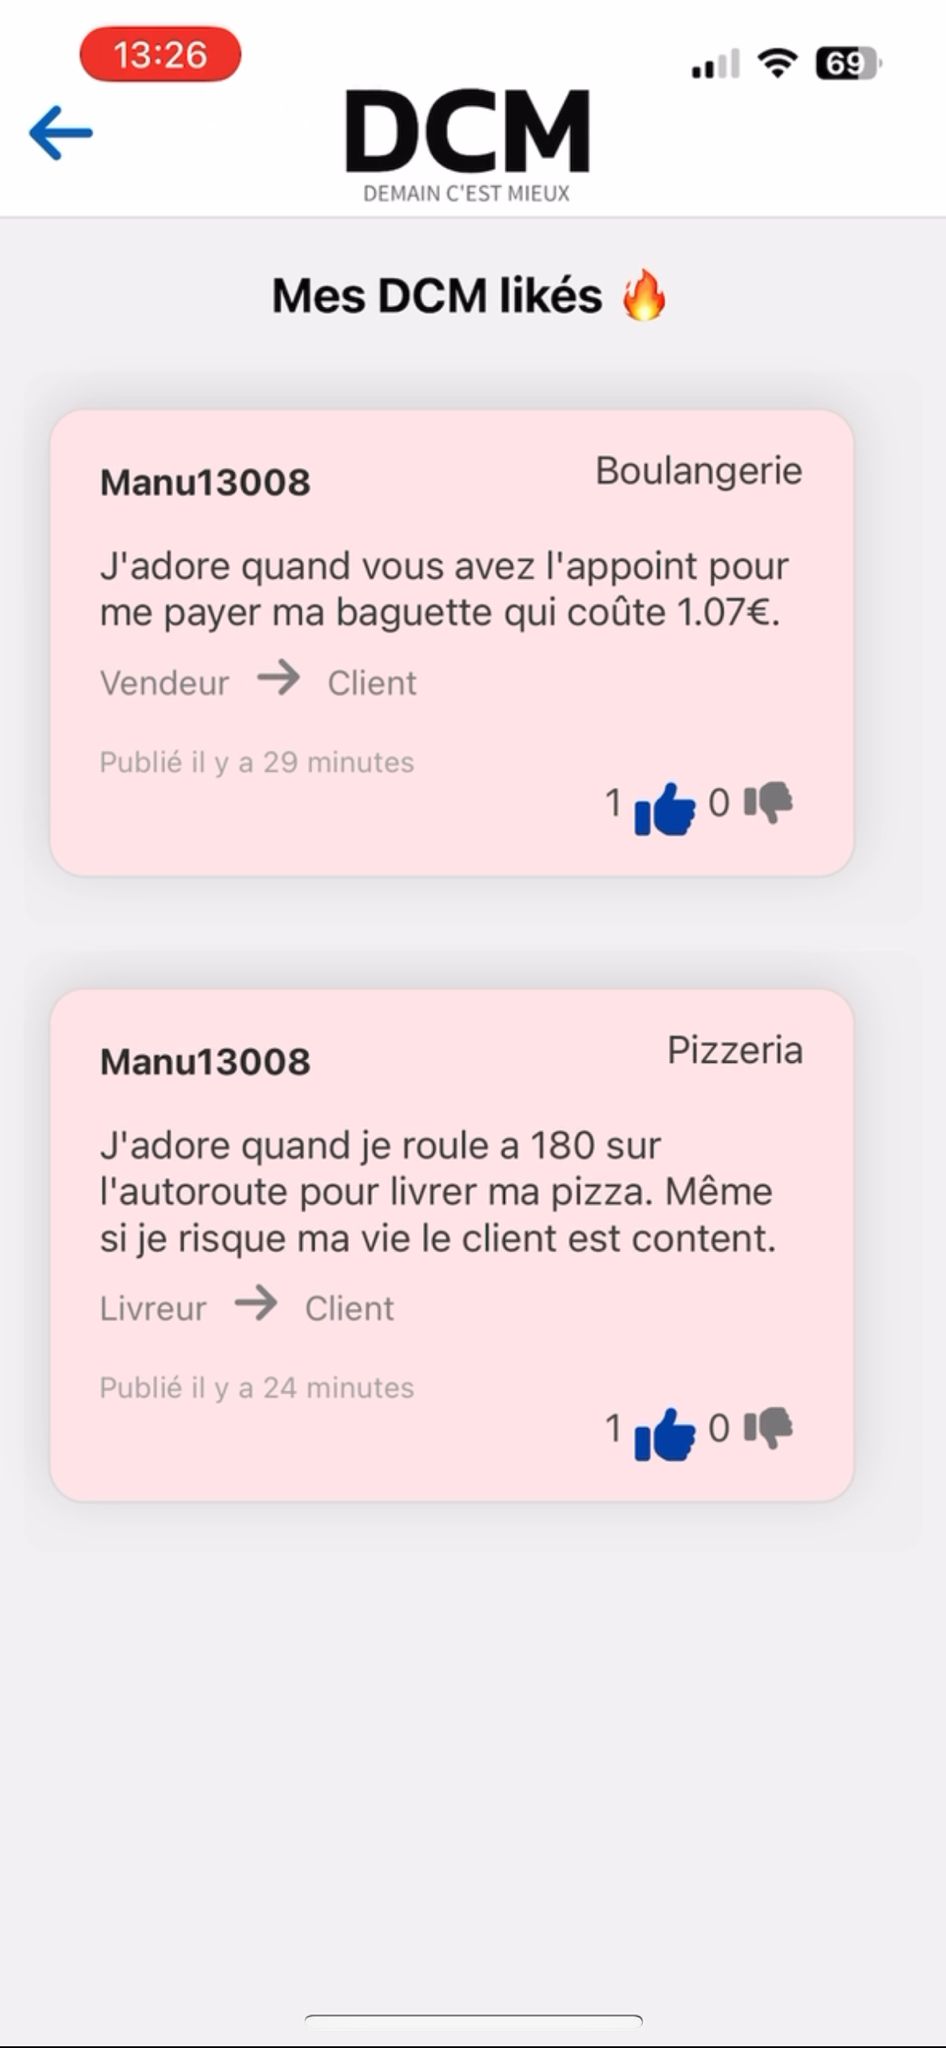 13:26
69
DCM
DEMAIN C'EST MIEUX
Mes DCM likés 🔥
Manu13008
Boulangerie
J'adore quand vous avez l'appoint pour
me payer ma baguette qui coûte 1.07€.
Vendeur → Client
Publié il y a 29 minutes
1 0
Manu13008
Pizzeria
J'adore quand je roule a 180 sur
l'autoroute pour livrer ma pizza. Même
si je risque ma vie le client est content.
Livreur → Client
Publié il y a 24 minutes
1 0